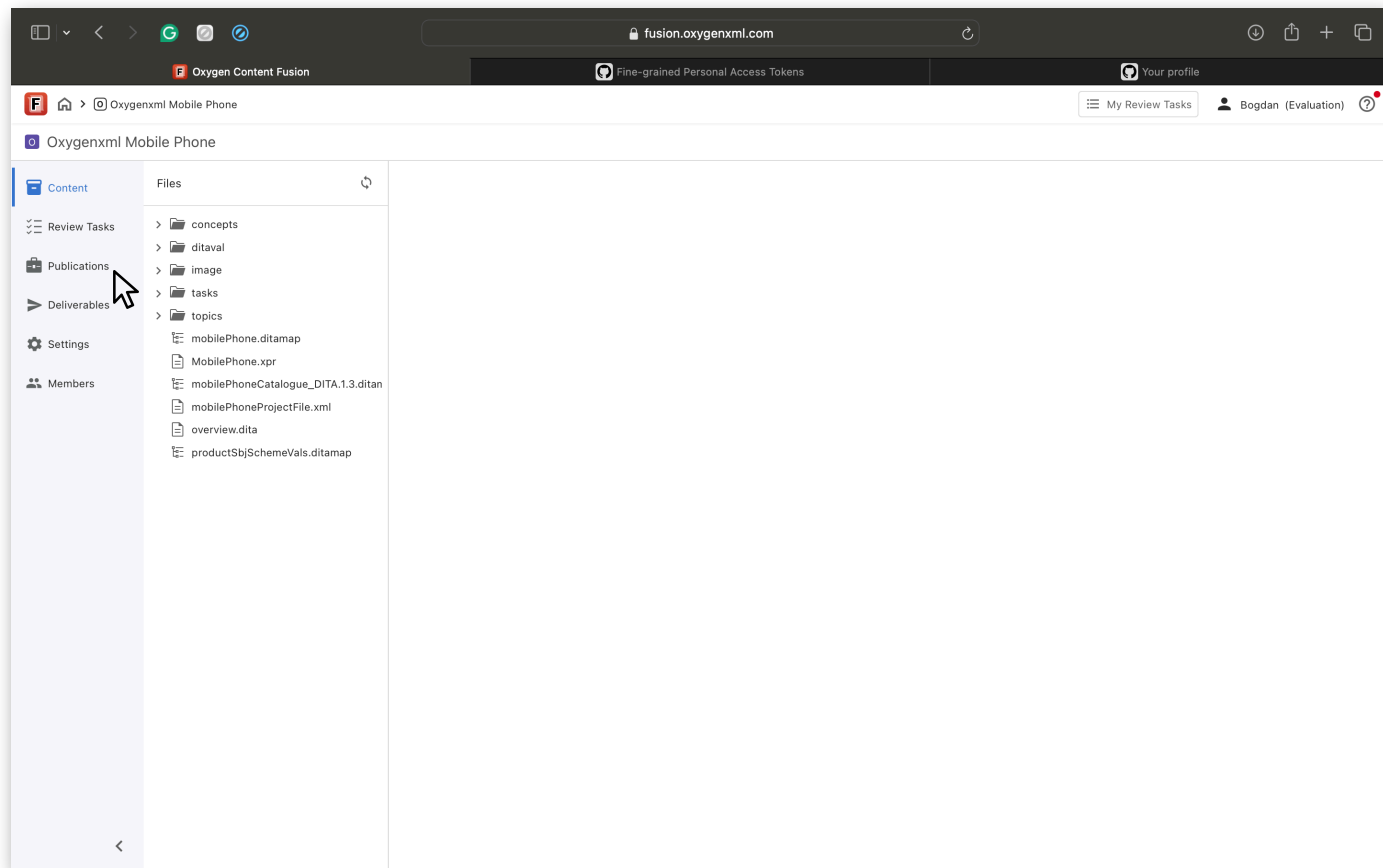 fusion.oxygenxml.com
Oxygen Content Fusion
Fine-grained Personal Access Tokens
Your profile
F
O Oxygenxml Mobile Phone
My Review Tasks
Bogdan (Evaluation)
O Oxygenxml Mobile Phone
Content
Review Tasks
Publications
Deliverables
Settings
Members
Files
concepts
ditaval
image
tasks
topics
mobilePhone.ditamap
MobilePhone.xpr
mobilePhoneCatalogue_DITA.1.3.ditan
mobilePhoneProjectFile.xml
overview.dita
productSbjSchemeVals.ditamap